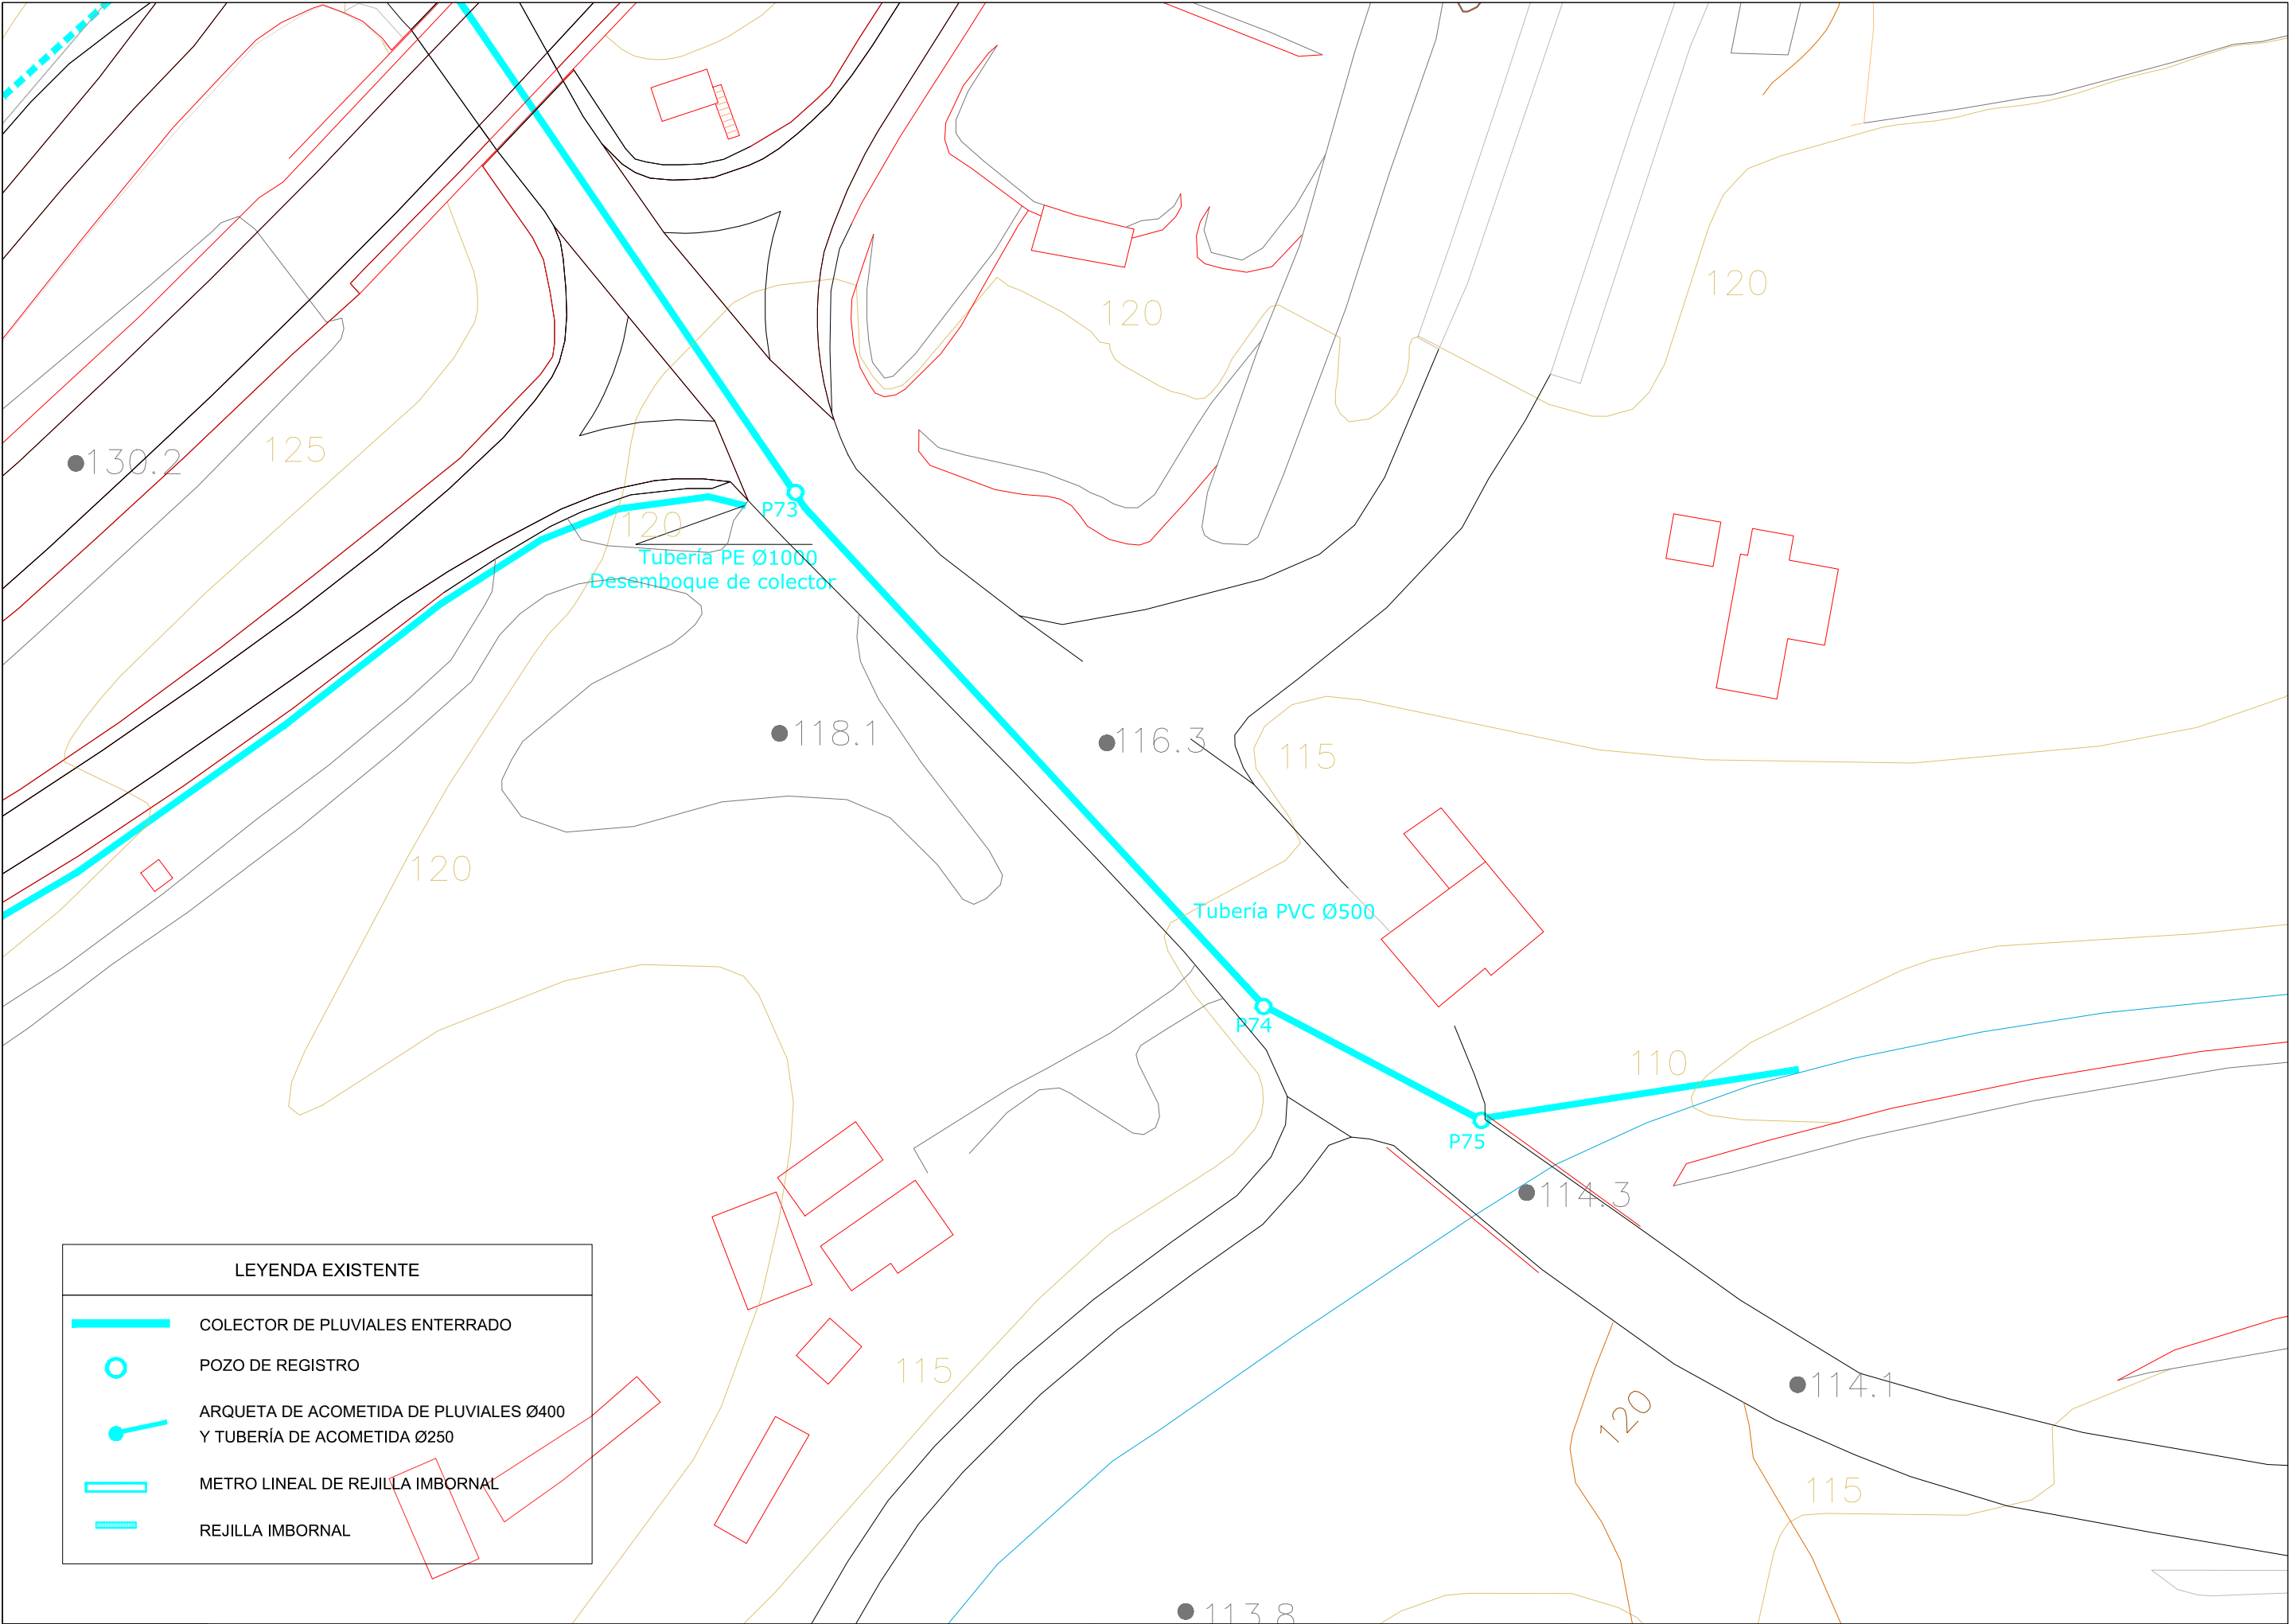 120
120
125
130.2
P73
120
Tubería PE Ø1000
Desemboque de colector
118.1
116.3
115
120
Tubería PVC Ø500
P74
110
P75
114.3
LEYENDA EXISTENTE
COLECTOR DE PLUVIALES ENTERRADO
POZO DE REGISTRO
ARQUETA DE ACOMETIDA DE PLUVIALES Ø400
Y TUBERÍA DE ACOMETIDA Ø250
METRO LINEAL DE REJILLA IMBORNAL
REJILLA IMBORNAL
115
114.1
120
115
113.8